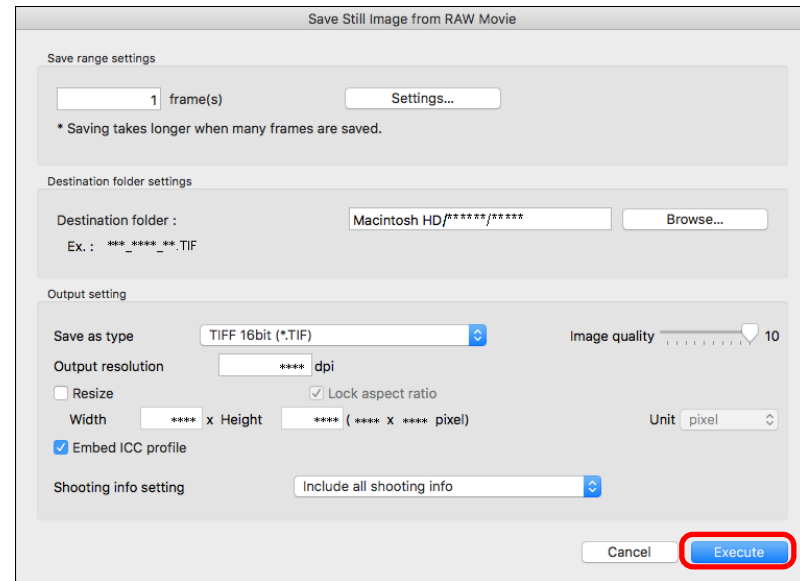 Save Still Image from RAW Movie
Save range settings
1 frame(s) Settings...
* Saving takes longer when many frames are saved.
Destination folder settings
Destination folder : Macintosh HD/******/***** Browse...
Ex. : ***_****_**.TIF
Output setting
Save as type TIFF 16bit (*.TIF) Image quality 10
Output resolution **** dpi
Resize Lock aspect ratio
Width **** x Height **** ( **** x **** pixel) Unit pixel
Embed ICC profile
Shooting info setting Include all shooting info
Cancel Execute